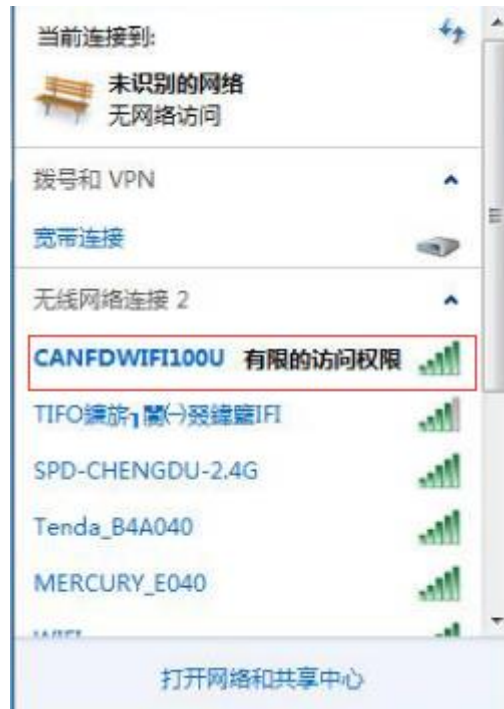 当前连接到:
未识别的网络
无网络访问
拨号和 VPN
宽带连接
无线网络连接 2
CANFDWIFI100U 有限的访问权限
SPD-CHENGDU-2.4G
Tenda_B4A040
MERCURY_E040
打开网络和共享中心